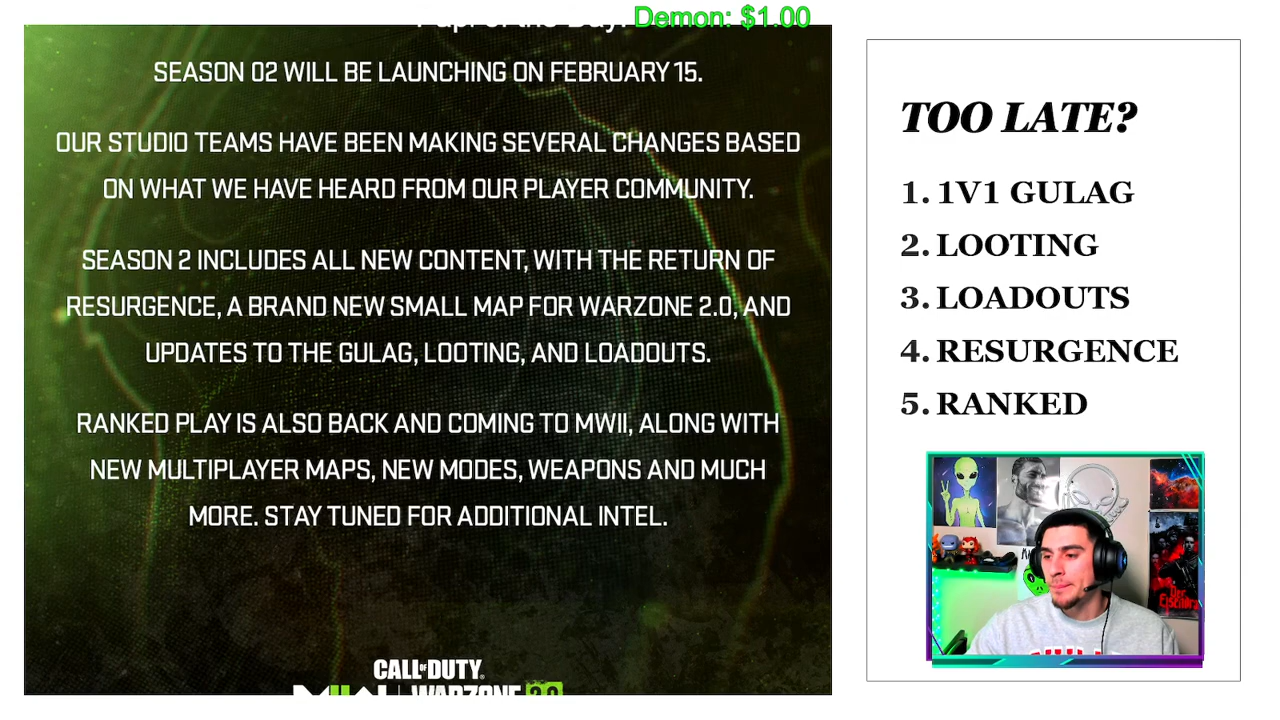 Demon: $1.00
SEASON 02 WILL BE LAUNCHING ON FEBRUARY 15.
OUR STUDIO TEAMS HAVE BEEN MAKING SEVERAL CHANGES BASED
ON WHAT WE HAVE HEARD FROM OUR PLAYER COMMUNITY.
SEASON 2 INCLUDES ALL NEW CONTENT, WITH THE RETURN OF
RESURGENCE, A BRAND NEW SMALL MAP FOR WARZONE 2.0, AND
UPDATES TO THE GULAG, LOOTING, AND LOADOUTS.
RANKED PLAY IS ALSO BACK AND COMING TO MWII, ALONG WITH
NEW MULTIPLAYER MAPS, NEW MODES, WEAPONS AND MUCH
MORE. STAY TUNED FOR ADDITIONAL INTEL.
CALL OF DUTY
WARZONE 2.0
TOO LATE?
1. 1V1 GULAG
2. LOOTING
3. LOADOUTS
4. RESURGENCE
5. RANKED